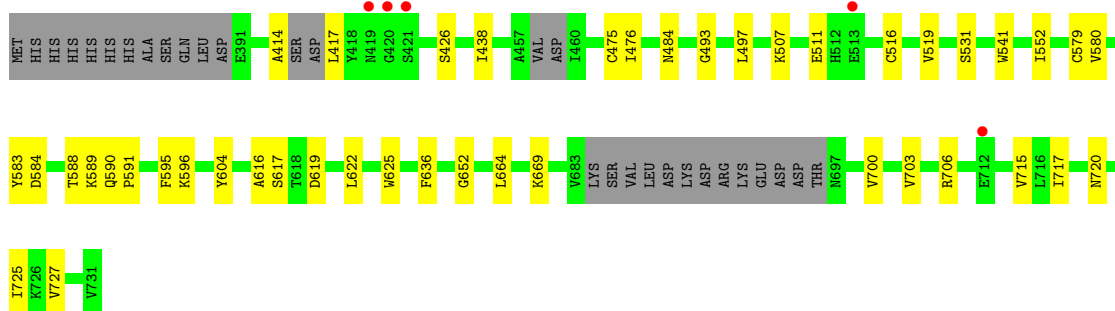 MET HIS HIS HIS HIS HIS HIS ALA SER GLN LEU ASP E391 A414 SER ASP L417 Y418 N419 G420 S421 S426 I438 A457 VAL ASP I460 C475 I476 N484 G493 L497 K507 E511 H512 E513 C516 V519 S531 W541 I552 C579 V580
Y583 D584 T588 K589 Q590 P591 F595 K596 Y604 A616 S617 T618 D619 L622 W625 F636 G652 L664 K669 V683 LYS SER VAL LEU ASP LYS ASP ARG LYS GLU ASP ASP THR N697 V700 V703 R706 E712 V715 L716 I717 N720
I725 K726 V727 V731